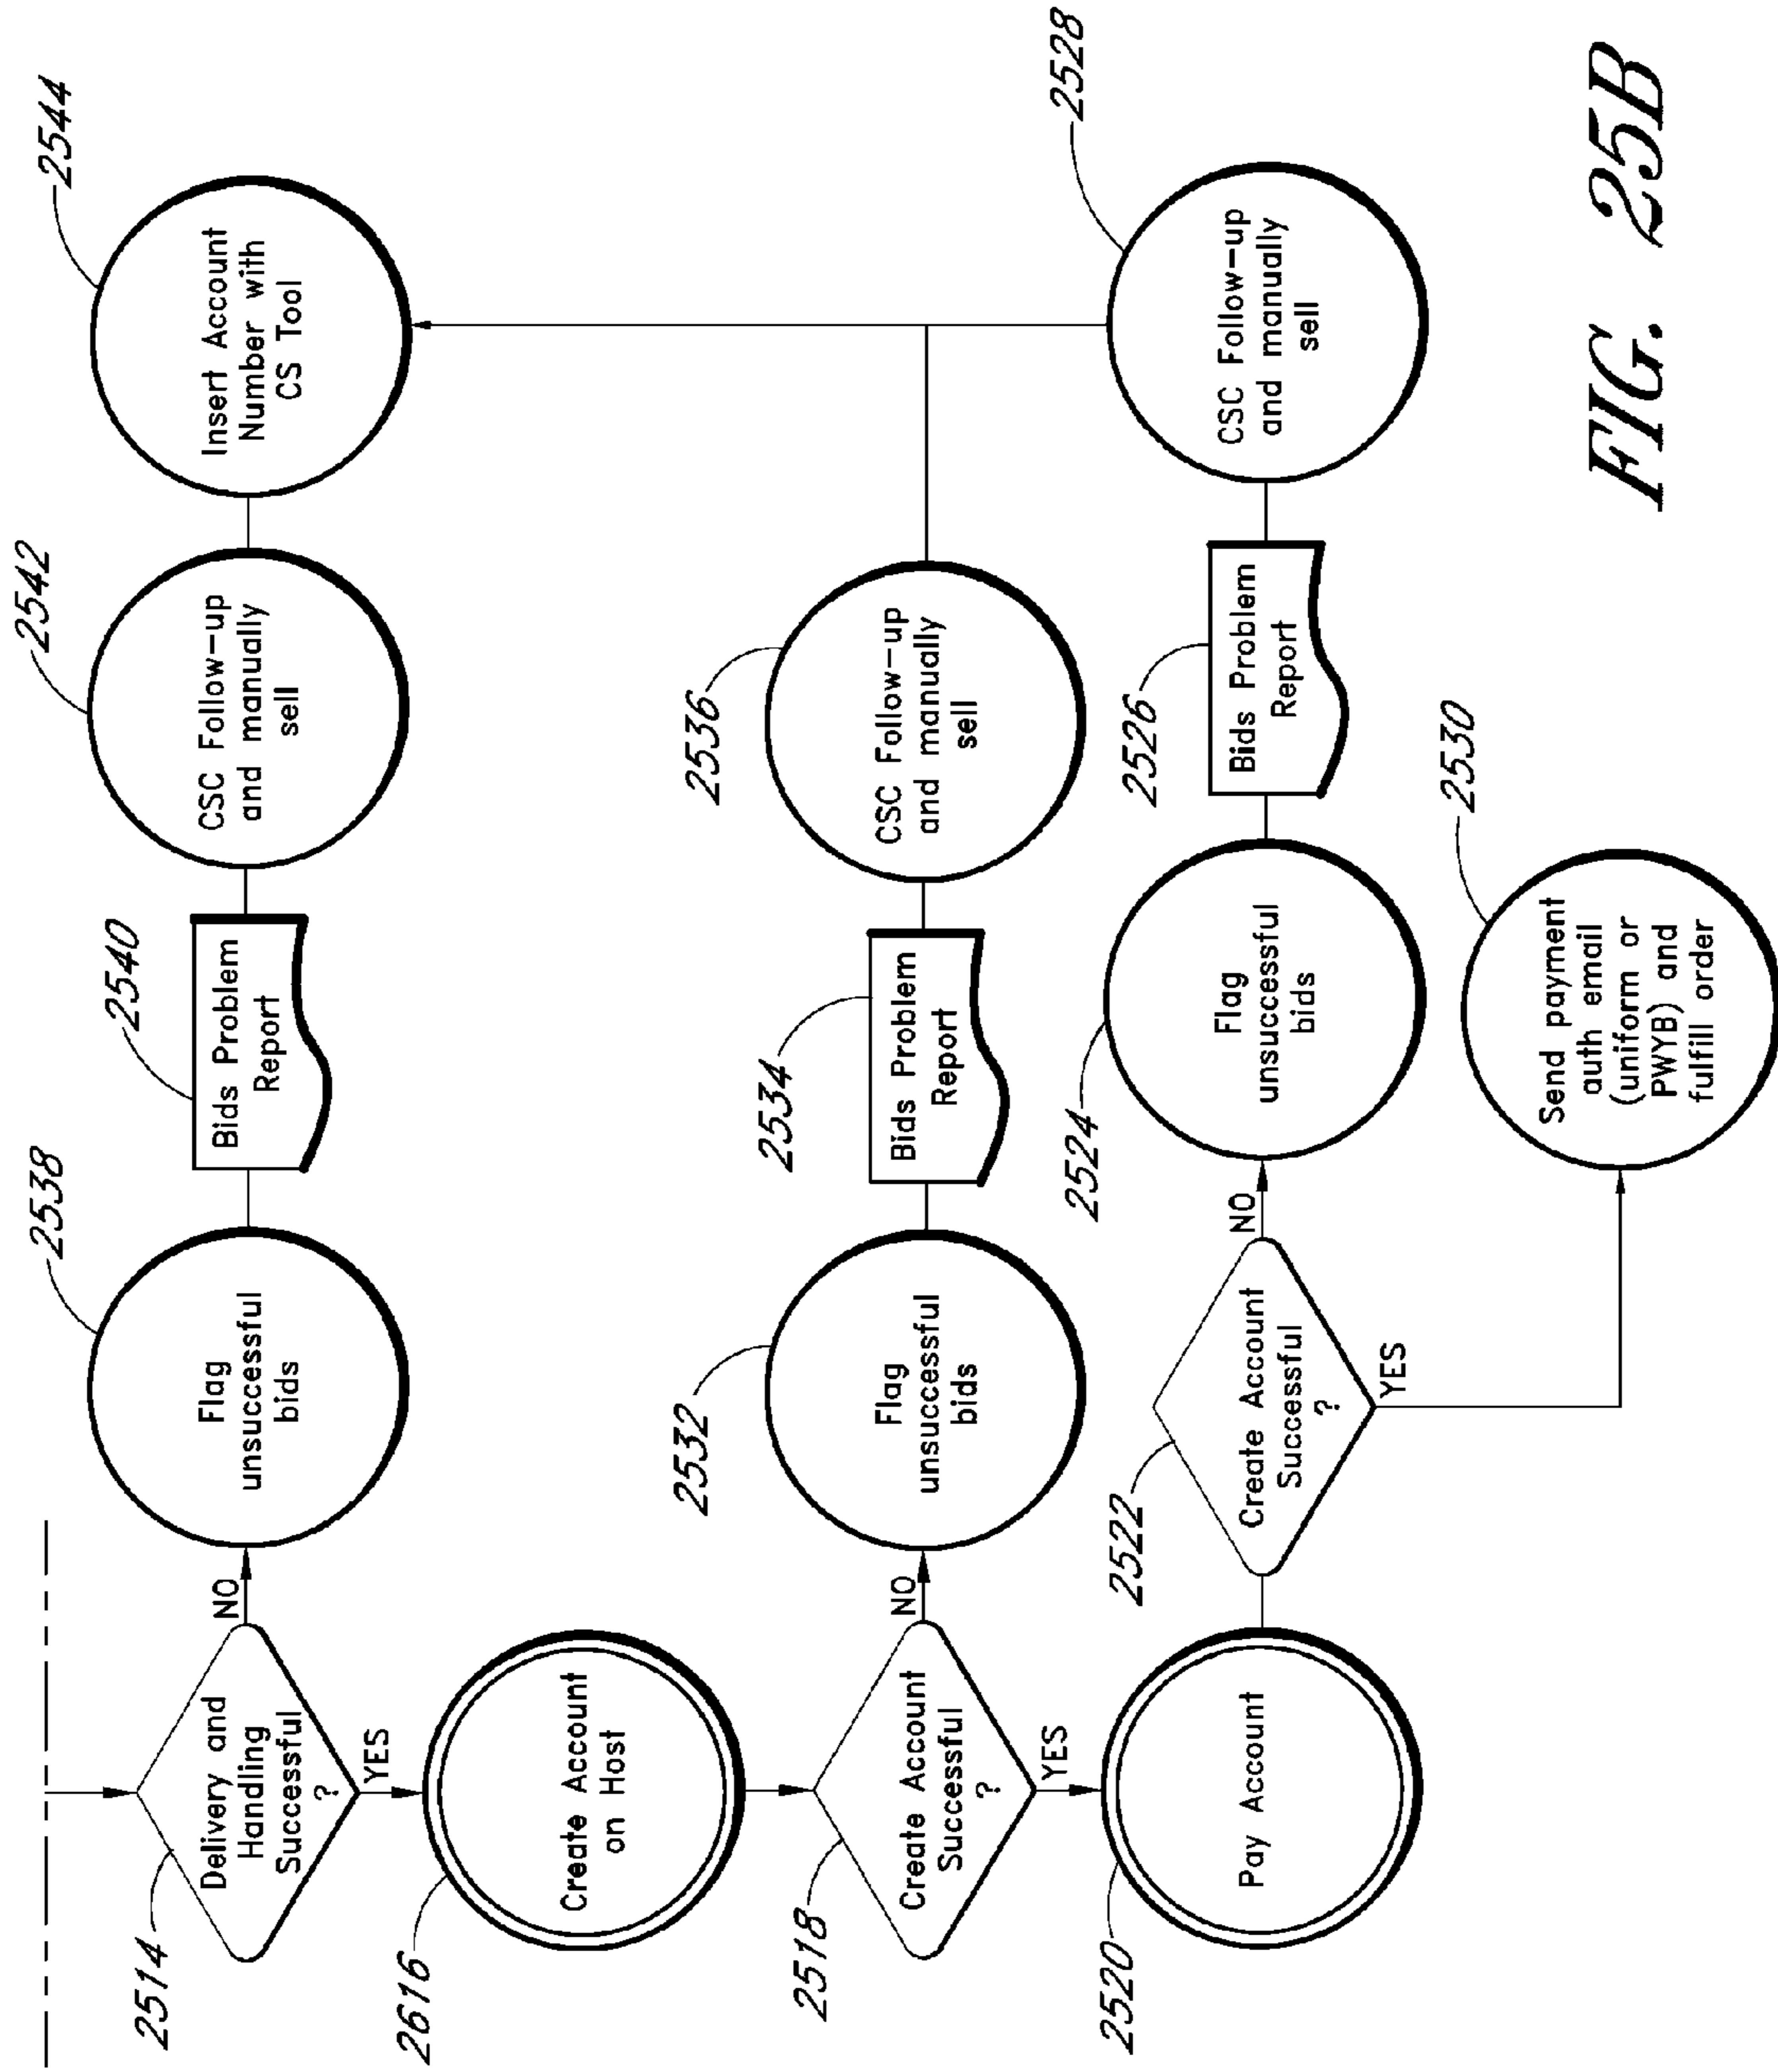 2514
Delivery and
Handling
Successful
?
NO
YES
2538
Flag
unsuccessful
bids
2540
Bids Problem
Report
2542
CSC Follow-up
and manually
sell
2544
Insert Account
Number with
CS Tool
2616
Create Account
on Host
2518
Create Account
Successful
?
NO
YES
2532
Flag
unsuccessful
bids
2534
Bids Problem
Report
2536
CSC Follow-up
and manually
sell
2520
Pay Account
2522
Create Account
Successful
?
NO
YES
2524
Flag
unsuccessful
bids
2526
Bids Problem
Report
2528
CSC Follow-up
and manually
sell
2530
Send payment
auth email
(uniform or
PWYB) and
fulfill order
FIG. 25B